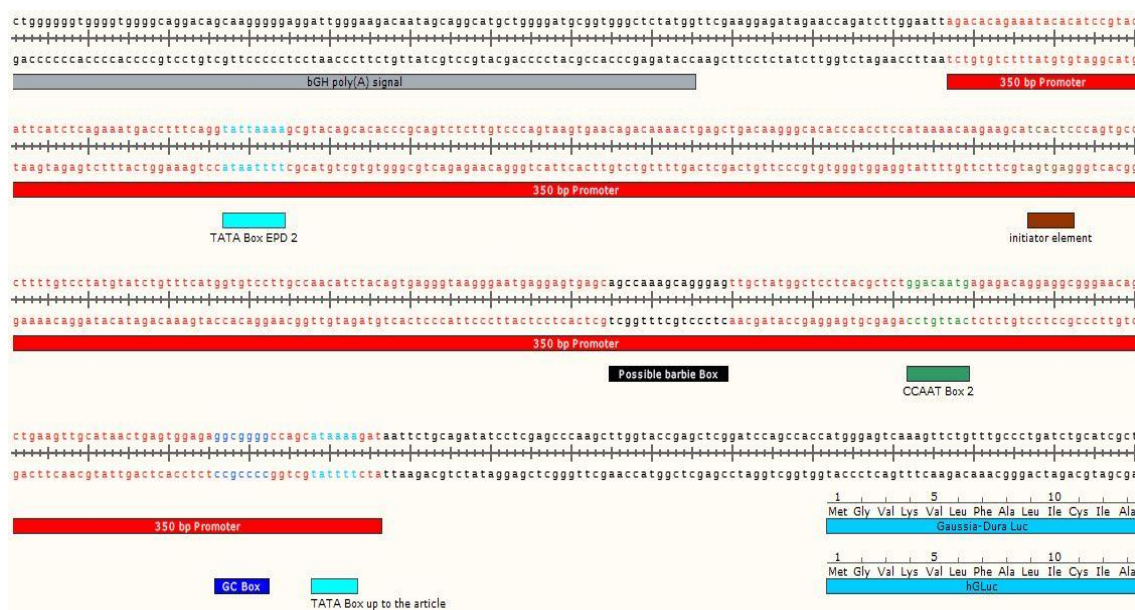 ctggggggtggggtggggcaggacagcaagggggaggattgggaagacaatagcaggcatgctggggatgcggtgggctctatggttcgaaggagatagaaccagatcttggaattagacacagaaatacacatccgtac
gaccccccaccccaccccgtcctgtcgttccccctcctaacccttctgttatcgtccgtacgacccctacgccacccgagataccaagcttcctctatcttggtctagaaccttaatctgtgtctttatgtgtaggcatg
bGH poly(A) signal 350 bp Promoter
attcatctcagaaatgacctttcaggtattaaaagcgtacagcacacccgcagtctcttgtcccagtaagtgaacagacaaaactgagctgacaagggcacacccacctccataaaacaagaagcatcactcccagtgcc
taagtagagtctttactggaaagtccataattttcgcatgtcgtgtgggcgtcagagaacagggtcattcacttgtctgttttgactcgactgttcccgtgtgggtggaggtattttgttcttcgtagtgagggtcacgg
350 bp Promoter
TATA Box EPD 2 initiator element
cttttgtcctatgtatctgtttcatggtgtccttgccaacatctacagtgagggtaagggaatgaggagtgagcagccaaagcagggagttgctatggctcctcacgctctggacaatgagagacaggaggcgggaacag
gaaaacaggatacatagacaaagtaccacaggaacggttgtagatgtcactcccattcccttactcctcactcgtcggtttcgtccctcaacgataccgaggagtgcgagacctgttactctctgtcctccgcccttgtc
350 bp Promoter
Possible barbie Box CCAAT Box 2
ctgaagttgcataactgagtggagaggcggggccagcataaaagataattctgcagatatcctcgagcccaagcttggtaccgagctcggatccagccaccatgggagtcaaagttctgtttgccctgatctgcatcgct
gacttcaacgtattgactcacctctccgccccggtcgtattttctattaagacgtctataggagctcgggttcgaaccatggctcgagcctaggtcggtggtaccctcagtttcaagacaaacgggactagacgtagcga
1 5 10
Met Gly Val Lys Val Leu Phe Ala Leu Ile Cys Ile Ala
350 bp Promoter Gaussia-Dura Luc
1 5 10
Met Gly Val Lys Val Leu Phe Ala Leu Ile Cys Ile Ala
GC Box hGLuc
TATA Box up to the article